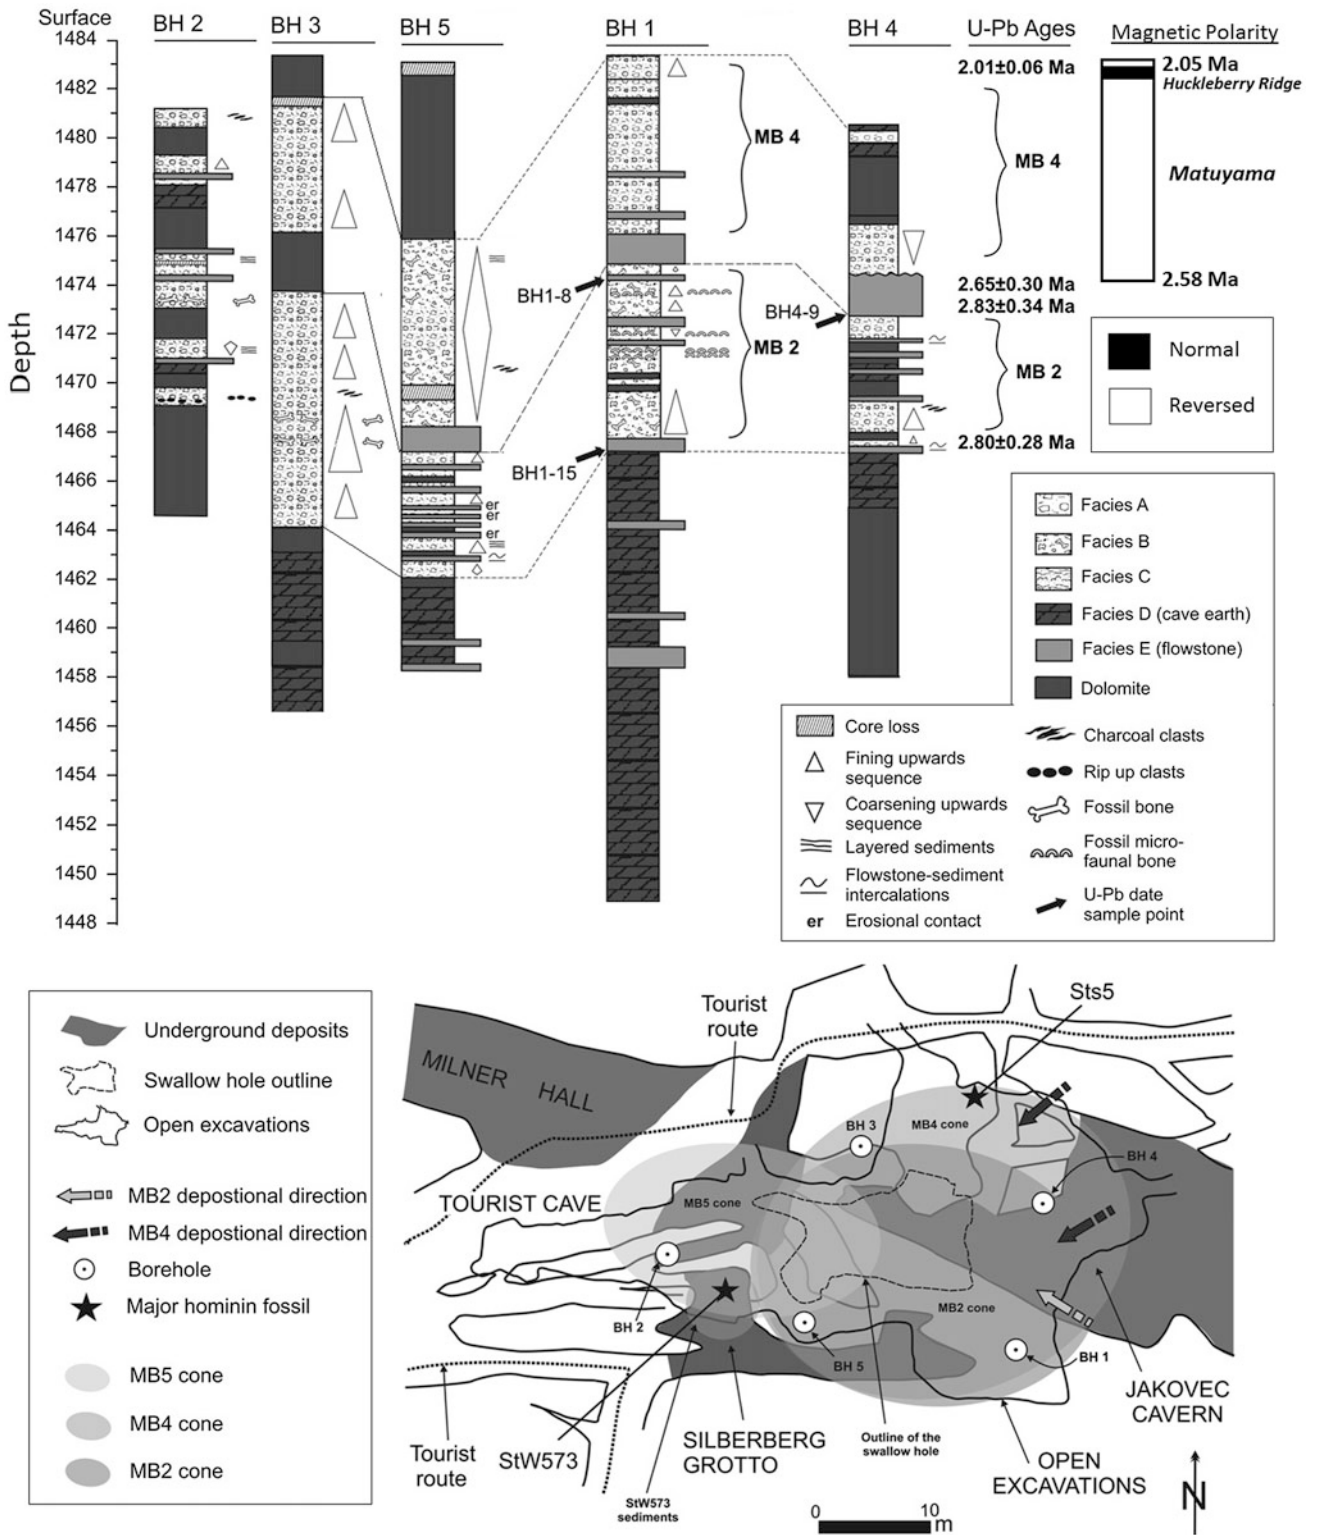 Surface
BH 2
BH 3
BH 5
BH 1
BH 4
U-Pb Ages
Magnetic Polarity
Depth
1484
1482
1480
1478
1476
1474
1472
1470
1468
1466
1464
1462
1460
1458
1456
1454
1452
1450
1448
2.01±0.06 Ma
MB 4
MB 4
2.65±0.30 Ma
2.83±0.34 Ma
MB 2
MB 2
2.80±0.28 Ma
BH1-8
BH4-9
BH1-15
er
er
er
2.05 Ma
Huckleberry Ridge
Matuyama
2.58 Ma
Normal
Reversed
Facies A
Facies B
Facies C
Facies D (cave earth)
Facies E (flowstone)
Dolomite
Core loss
Fining upwards
sequence
Coarsening upwards
sequence
Layered sediments
Flowstone-sediment
intercalations
er Erosional contact
Charcoal clasts
Rip up clasts
Fossil bone
Fossil micro-
faunal bone
U-Pb date
sample point
Underground deposits
Swallow hole outline
Open excavations
MB2 depostional direction
MB4 depostional direction
Borehole
Major hominin fossil
MB5 cone
MB4 cone
MB2 cone
MILNER HALL
Tourist
route
Sts5
BH 3
MB4 cone
BH 4
TOURIST CAVE
MB5 cone
MB2 cone
BH 2
BH 5
BH 1
JAKOVEC
CAVERN
Tourist
route
StW573
SILBERBERG
GROTTO
Outline of the
swallow hole
OPEN
EXCAVATIONS
StW573
sediments
0 10
m
N